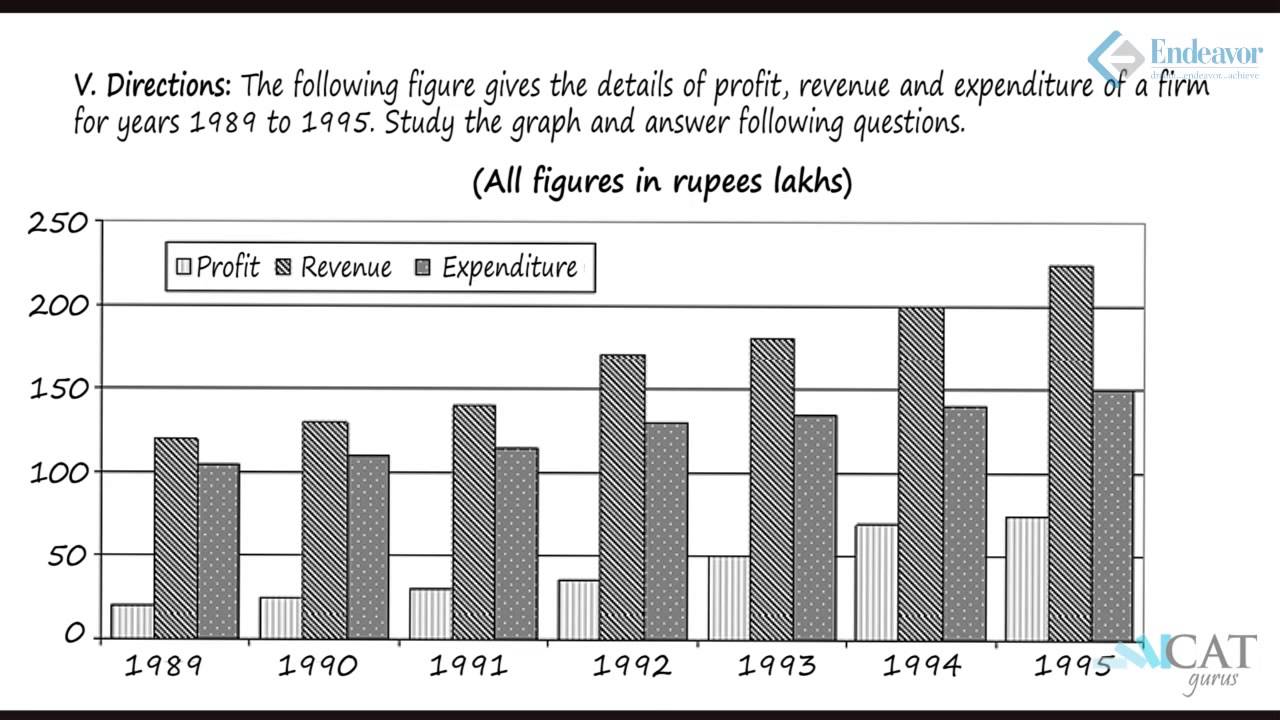 Endeavor
V. Directions: The following figure gives the details of profit, revenue and expenditure of a firm
for years 1989 to 1995. Study the graph and answer following questions.
(All figures in rupees lakhs)
250
Profit Revenue Expenditure
200
150
100
50
0
1989 1990 1991 1992 1993 1994 1995
CAT
gurus